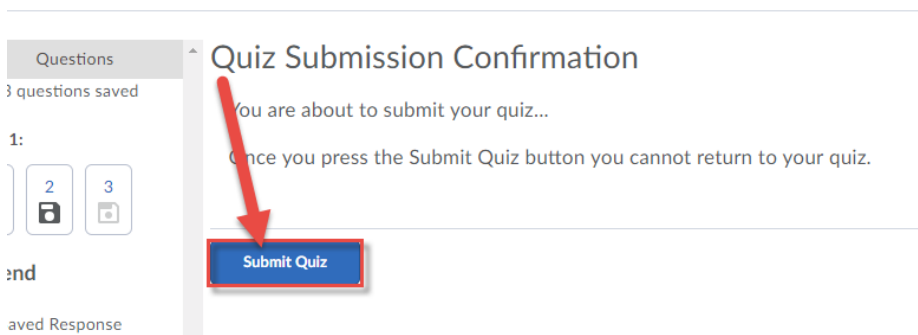 Questions
3 questions saved
1:
2
3
end
aved Response
Quiz Submission Confirmation
You are about to submit your quiz...
Once you press the Submit Quiz button you cannot return to your quiz.
Submit Quiz